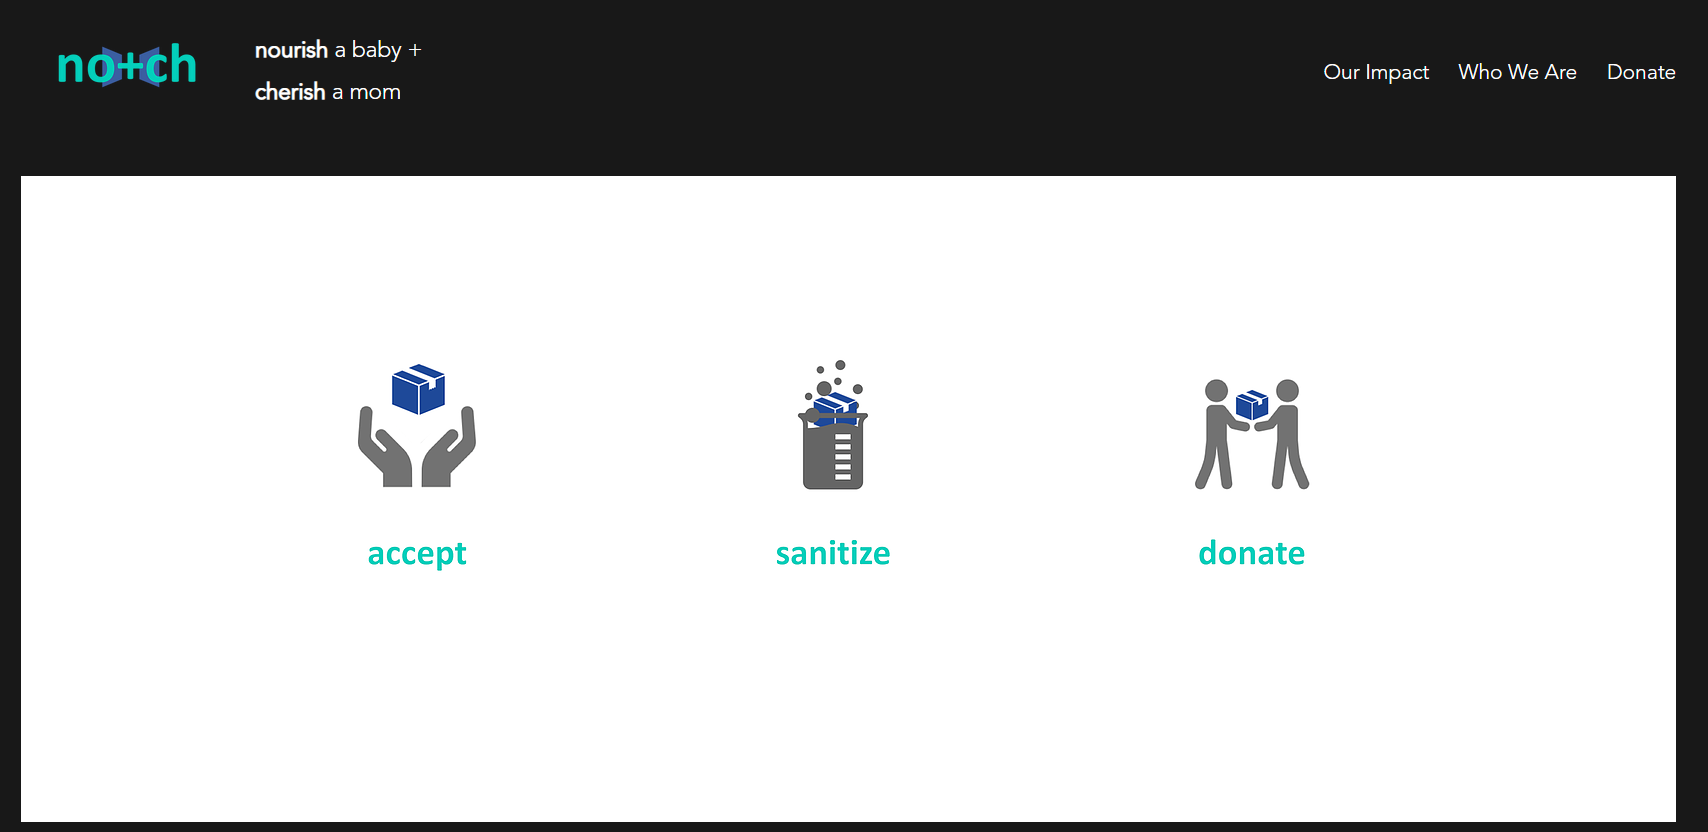 no+ch
nourish a baby +
cherish a mom
Our Impact Who We Are Donate
accept sanitize donate